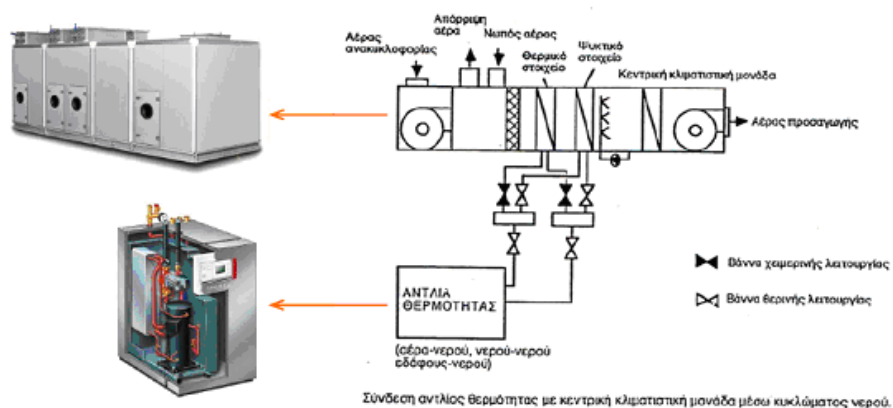 Απόρριψη
αέρα
Νωπός αέρας
Αέρας
ανακυκλοφορίας
Θερμικό
στοιχείο
Ψυκτικό
στοιχείο
Κεντρική κλιματιστική μονάδα
Αέρας προσαγωγής
Βάννα χειμερινής λειτουργίας
Βάννα θερινής λειτουργίας
ΑΝΤΛΙΑ
ΘΕΡΜΟΤΗΤΑΣ
(αέρα-νερού, νερού-νερού
εδάφους-νερού)
Σύνδεση αντλίος θερμότητας με κεντρική κλιματιστική μονάδα μέσω κυκλώματος νερού.